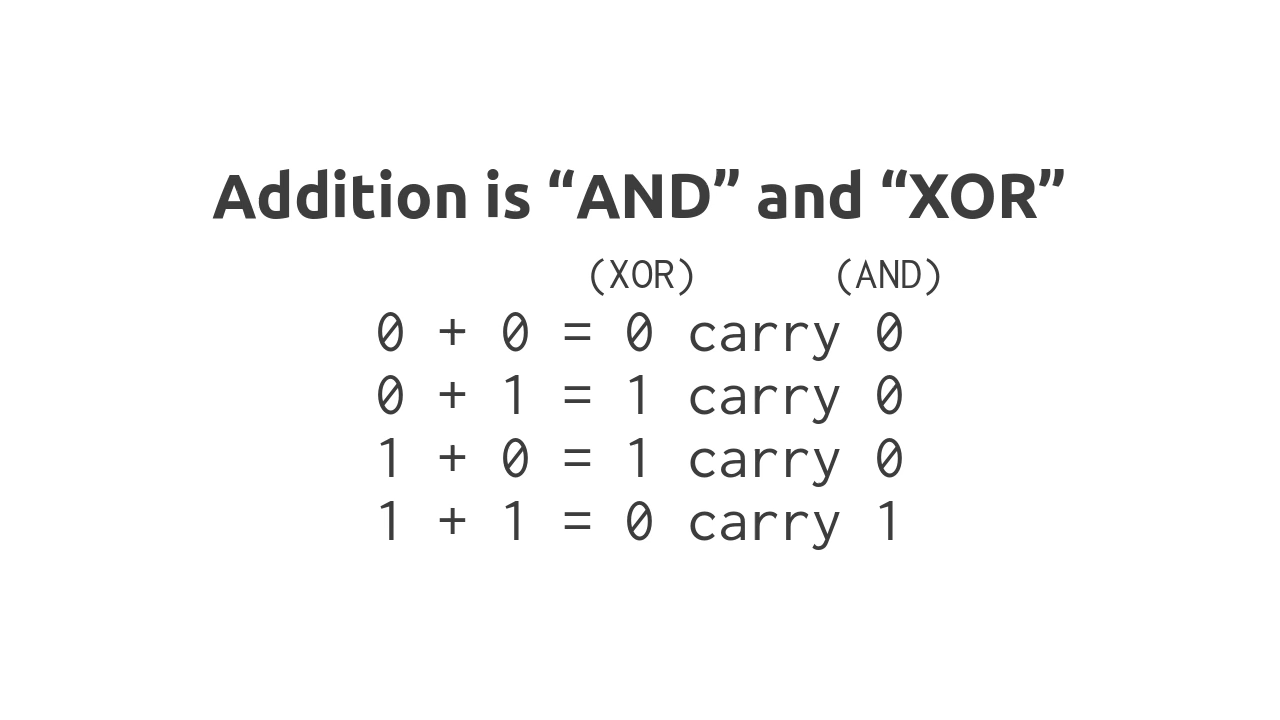 Addition is “AND” and “XOR”
(XOR) (AND)
0 + 0 = 0 carry 0
0 + 1 = 1 carry 0
1 + 0 = 1 carry 0
1 + 1 = 0 carry 1